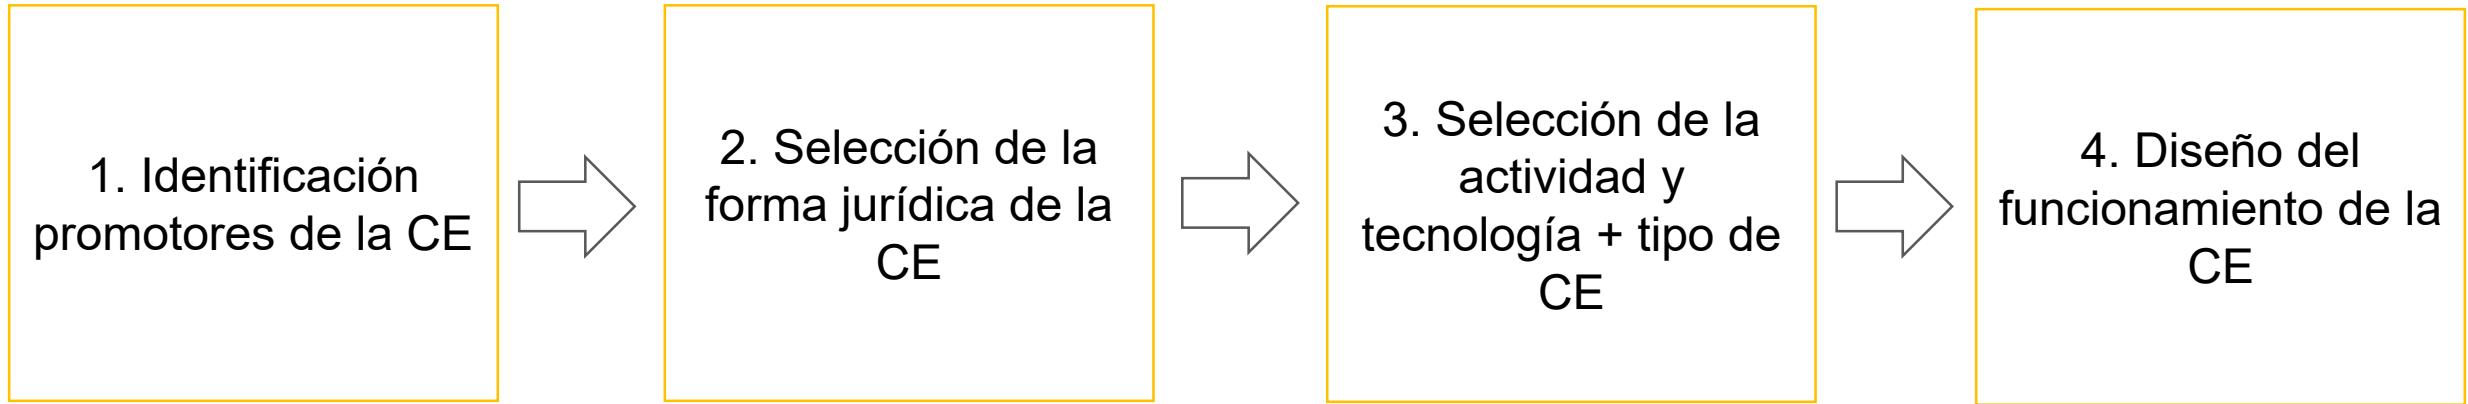 1. Identificación
promotores de la CE
2. Selección de la
forma jurídica de la
CE
3. Selección de la
actividad y
tecnología + tipo de
CE
4. Diseño del
funcionamiento de la
CE